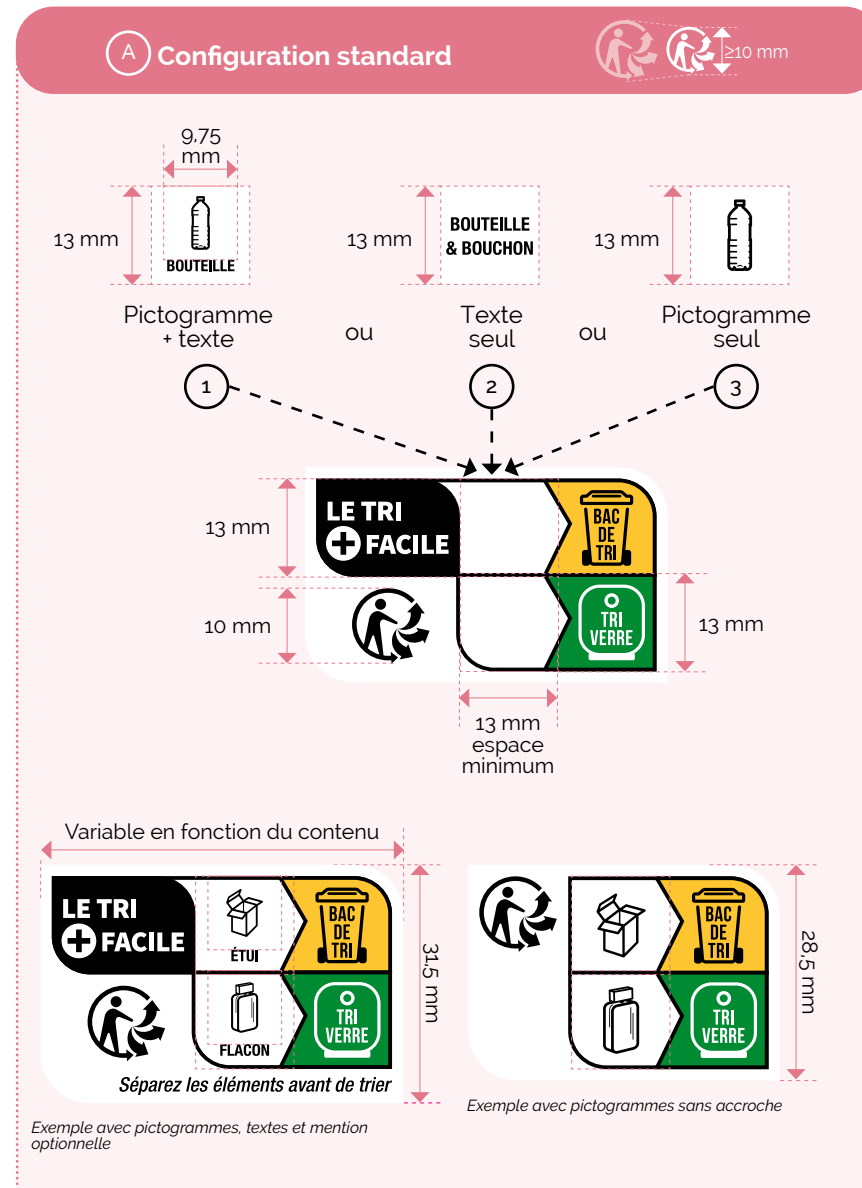 A Configuration standard
≥10 mm
9,75
mm
13 mm
BOUTEILLE
13 mm
BOUTEILLE
& BOUCHON
13 mm
Pictogramme
+ texte
ou
Texte
seul
ou
Pictogramme
seul
1
2
3
13 mm
LE TRI
+ FACILE
BAC
DE
TRI
10 mm
TRI
VERRE
13 mm
13 mm
espace
minimum
Variable en fonction du contenu
LE TRI
+ FACILE
ÉTUI
BAC
DE
TRI
FLACON
TRI
VERRE
Séparez les éléments avant de trier
31,5 mm
Exemple avec pictogrammes, textes et mention
optionnelle
BAC
DE
TRI
TRI
VERRE
28,5 mm
Exemple avec pictogrammes sans accroche